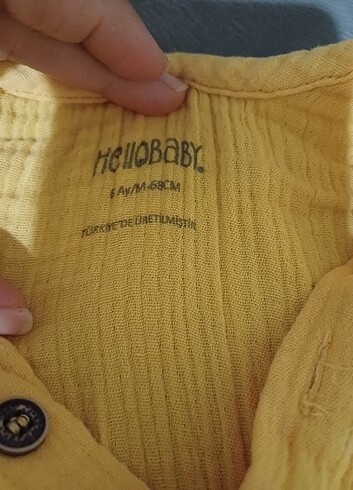 HelloBaby.
6 Ay/M-68CM
TÜRKİYE'DE ÜRETİLMİŞTİR